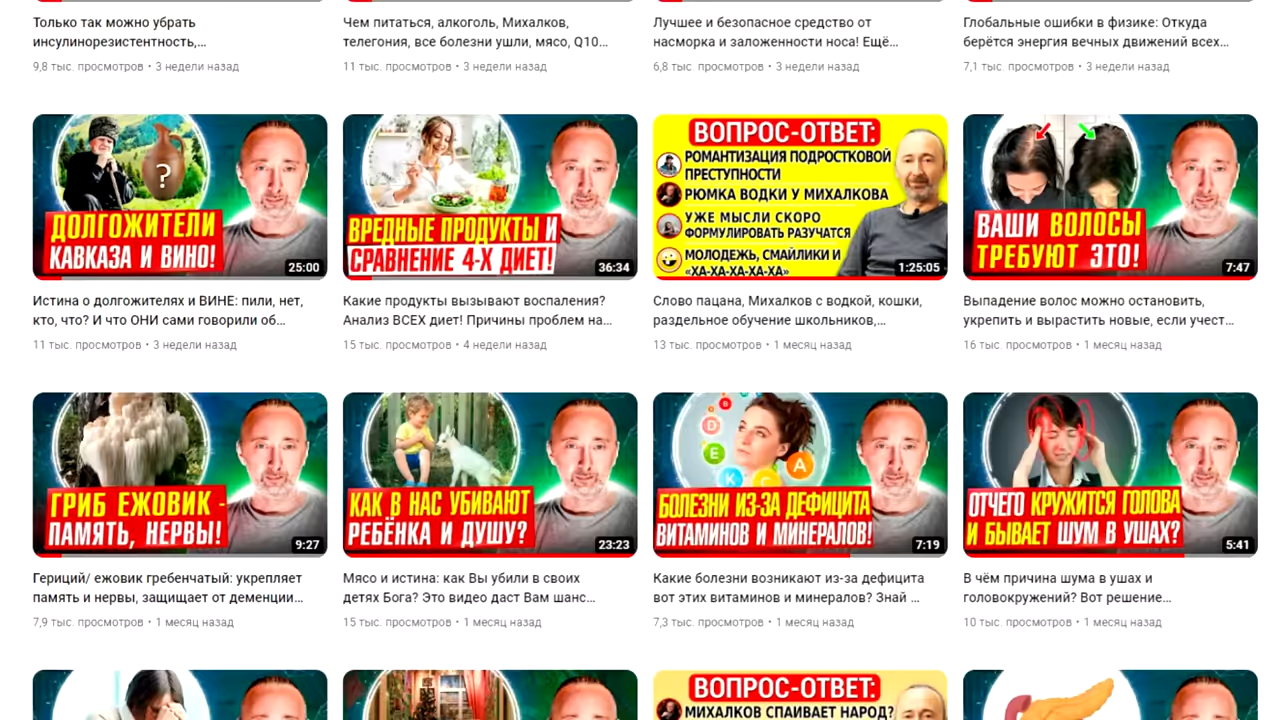 Только так можно убрать
инсулинорезистентность,...
9,8 тыс. просмотров • 3 недели назад
Чем питаться, алкоголь, Михалков,
телегония, все болезни ушли, мясо, Q10...
11 тыс. просмотров • 3 недели назад
Лучшее и безопасное средство от
насморка и заложенности носа! Ещё...
6,8 тыс. просмотров • 3 недели назад
Глобальные ошибки в физике: Откуда
берётся энергия вечных движений всех...
7,1 тыс. просмотров • 3 недели назад
?
ДОЛГОЖИТЕЛИ
КАВКАЗА И ВИНО!
25:00
Истина о долгожителях и ВИНЕ: пили, нет,
кто, что? И что ОНИ сами говорили об...
11 тыс. просмотров • 3 недели назад
ВРЕДНЫЕ ПРОДУКТЫ И
СРАВНЕНИЕ 4-Х ДИЕТ!
36:34
Какие продукты вызывают воспаления?
Анализ ВСЕХ диет! Причины проблем на...
15 тыс. просмотров • 4 недели назад
ВОПРОС-ОТВЕТ:
РОМАНТИЗАЦИЯ ПОДРОСТКОВОЙ
ПРЕСТУПНОСТИ
РЮМКА ВОДКИ У МИХАЛКОВА
УЖЕ МЫСЛИ СКОРО
ФОРМУЛИРОВАТЬ РАЗУЧАТСЯ
МОЛОДЕЖЬ, СМАЙЛИКИ И
«ХА-ХА-ХА-ХА-ХА»
1:25:05
Слово пацана, Михалков с водкой, кошки,
раздельное обучение школьников,...
13 тыс. просмотров • 1 месяц назад
ВАШИ ВОЛОСЫ
ТРЕБУЮТ ЭТО!
7:47
Выпадение волос можно остановить,
укрепить и вырастить новые, если учест...
16 тыс. просмотров • 1 месяц назад
ГРИБ ЕЖОВИК -
ПАМЯТЬ, НЕРВЫ!
9:27
Гериций/ ежовик гребенчатый: укрепляет
память и нервы, защищает от деменции...
7,9 тыс. просмотров • 1 месяц назад
КАК В НАС УБИВАЮТ
РЕБЁНКА И ДУШУ?
23:23
Мясо и истина: как Вы убили в своих
детях Бога? Это видео даст Вам шанс...
15 тыс. просмотров • 1 месяц назад
B
D
E
K
C
A
БОЛЕЗНИ ИЗ-ЗА ДЕФИЦИТА
ВИТАМИНОВ И МИНЕРАЛОВ!
7:19
Какие болезни возникают из-за дефицита
вот этих витаминов и минералов? Знай ...
7,3 тыс. просмотров • 1 месяц назад
ОТЧЕГО КРУЖИТСЯ ГОЛОВА
И БЫВАЕТ ШУМ В УШАХ?
5:41
В чём причина шума в ушах и
головокружений? Вот решение...
10 тыс. просмотров • 1 месяц назад
ВОПРОС-ОТВЕТ:
МИХАЛКОВ СПАИВАЕТ НАРОД?